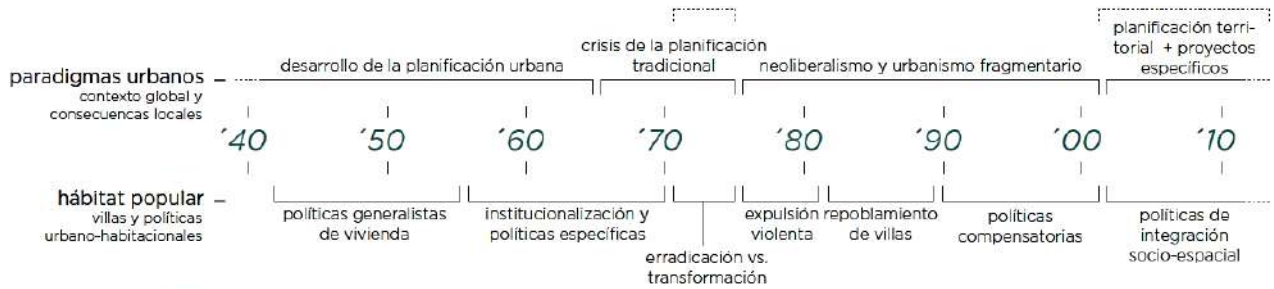 paradigmas urbanos
contexto global y
consecuencias locales
desarrollo de la planificación urbana
crisis de la planificación
tradicional
neoliberalismo y urbanismo fragmentario
planificación terri-
torial + proyectos
específicos
´40 ´50 ´60 ´70 ´80 ´90 ´00 ´10
hábitat popular
villas y políticas
urbano-habitacionales
políticas generalistas
de vivienda
institucionalización y
políticas específicas
erradicación vs.
transformación
expulsión
violenta
repoblamiento
de villas
políticas
compensatorias
políticas de
integración
socio-espacial